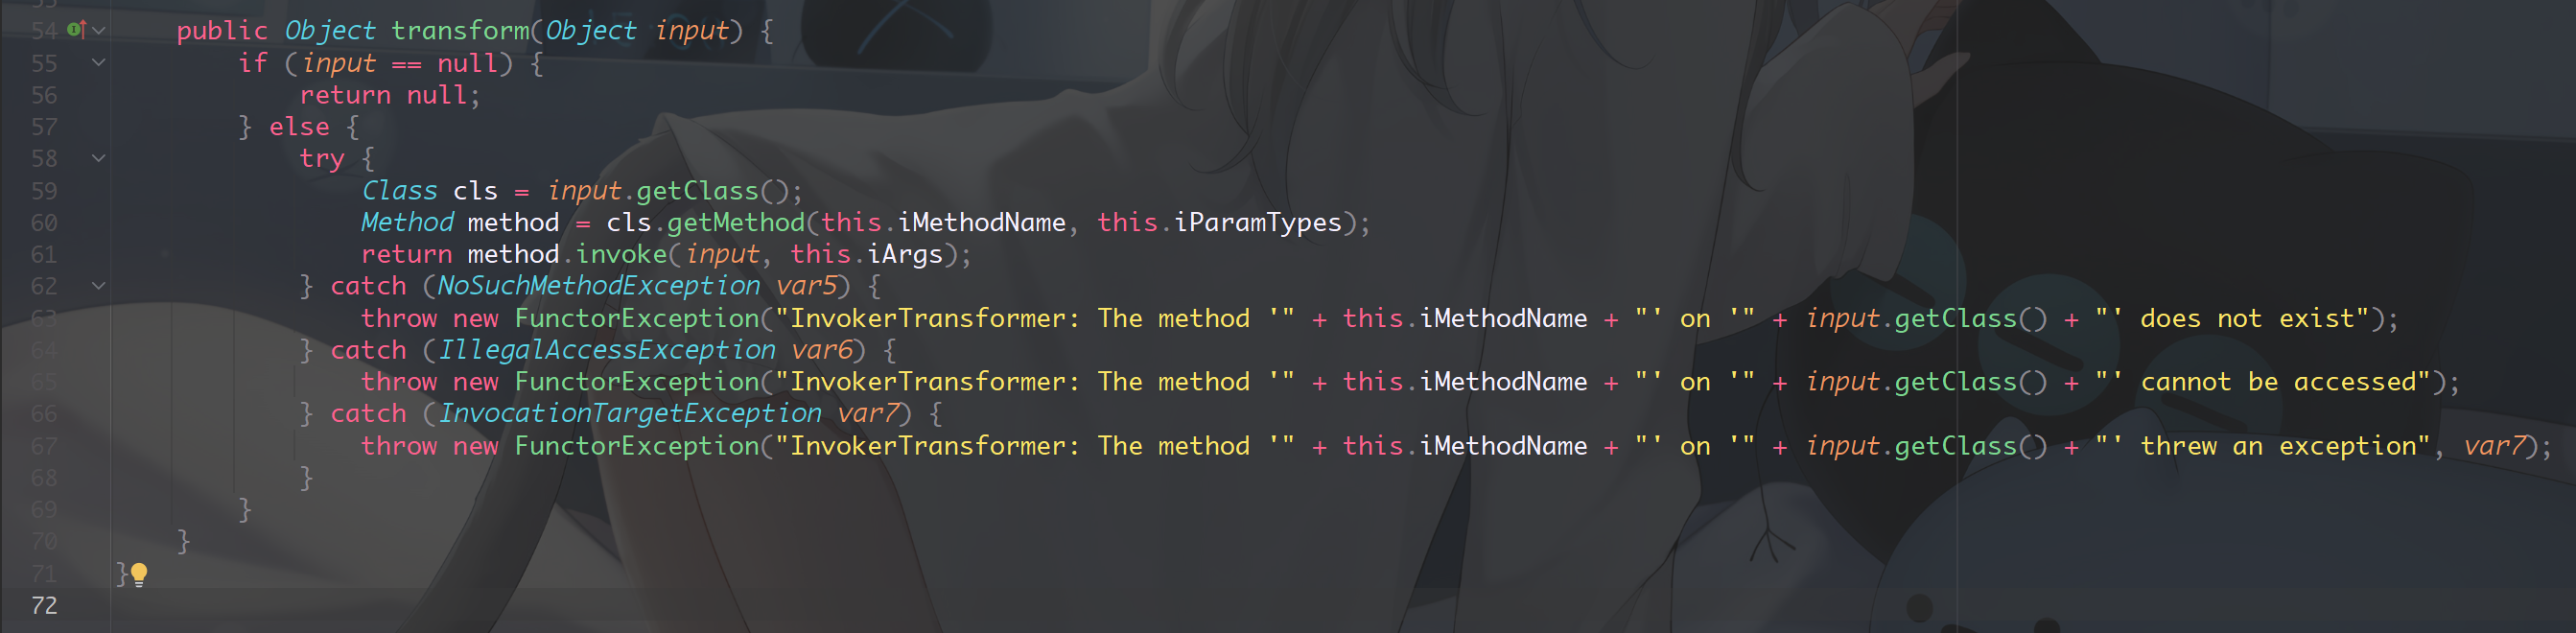 54 public Object transform(Object input) {
55 if (input == null) {
56 return null;
57 } else {
58 try {
59 Class cls = input.getClass();
60 Method method = cls.getMethod(this.iMethodName, this.iParamTypes);
61 return method.invoke(input, this.iArgs);
62 } catch (NoSuchMethodException var5) {
63 throw new FunctorException("InvokerTransformer: The method '" + this.iMethodName + "' on '" + input.getClass() + "' does not exist");
64 } catch (IllegalAccessException var6) {
65 throw new FunctorException("InvokerTransformer: The method '" + this.iMethodName + "' on '" + input.getClass() + "' cannot be accessed");
66 } catch (InvocationTargetException var7) {
67 throw new FunctorException("InvokerTransformer: The method '" + this.iMethodName + "' on '" + input.getClass() + "' threw an exception", var7);
68 }
69 }
70 }
71 }
72